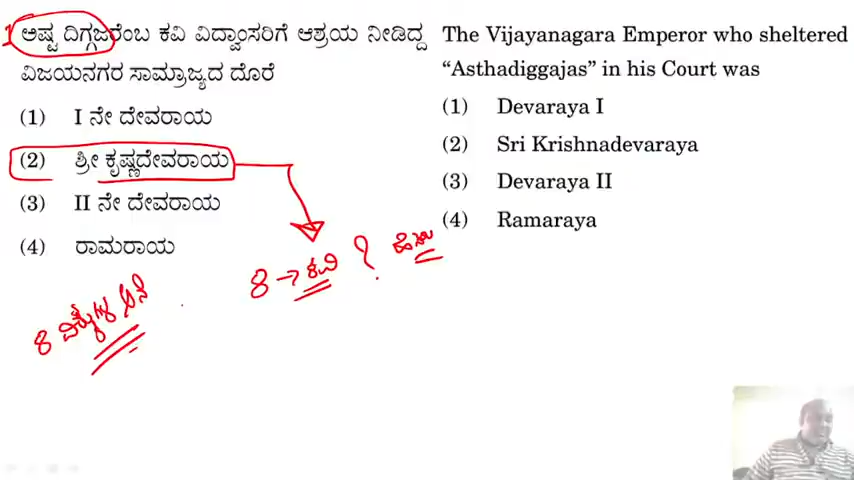 1 ಅಷ್ಟ ದಿಗ್ಗಜರೆಂಬ ಕವಿ ವಿದ್ವಾಂಸರಿಗೆ ಆಶ್ರಯ ನೀಡಿದ್ದ
ವಿಜಯನಗರ ಸಾಮ್ರಾಜ್ಯದ ದೊರೆ
(1) I ನೇ ದೇವರಾಯ
(2) ಶ್ರೀ ಕೃಷ್ಣದೇವರಾಯ
(3) II ನೇ ದೇವರಾಯ
(4) ರಾಮರಾಯ
The Vijayanagara Emperor who sheltered
“Asthadiggajas” in his Court was
(1) Devaraya I
(2) Sri Krishnadevaraya
(3) Devaraya II
(4) Ramaraya
8 → ಕವಿ ?
8